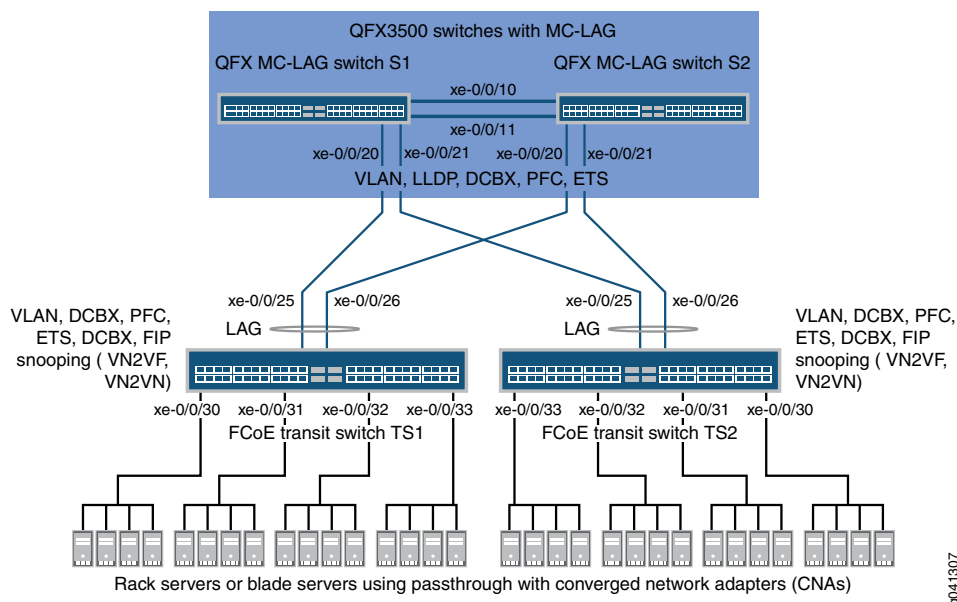 QFX3500 switches with MC-LAG
QFX MC-LAG switch S1
QFX MC-LAG switch S2
xe-0/0/10
xe-0/0/11
xe-0/0/20
xe-0/0/21
xe-0/0/20
xe-0/0/21
VLAN, LLDP, DCBX, PFC, ETS
xe-0/0/25
xe-0/0/26
xe-0/0/25
xe-0/0/26
LAG
LAG
VLAN, DCBX, PFC,
ETS, DCBX, FIP
snooping ( VN2VF,
VN2VN)
VLAN, DCBX, PFC,
ETS, DCBX, FIP
snooping ( VN2VF,
VN2VN)
xe-0/0/30
xe-0/0/31
xe-0/0/32
xe-0/0/33
xe-0/0/33
xe-0/0/32
xe-0/0/31
xe-0/0/30
FCoE transit switch TS1
FCoE transit switch TS2
Rack servers or blade servers using passthrough with converged network adapters (CNAs)
g041307